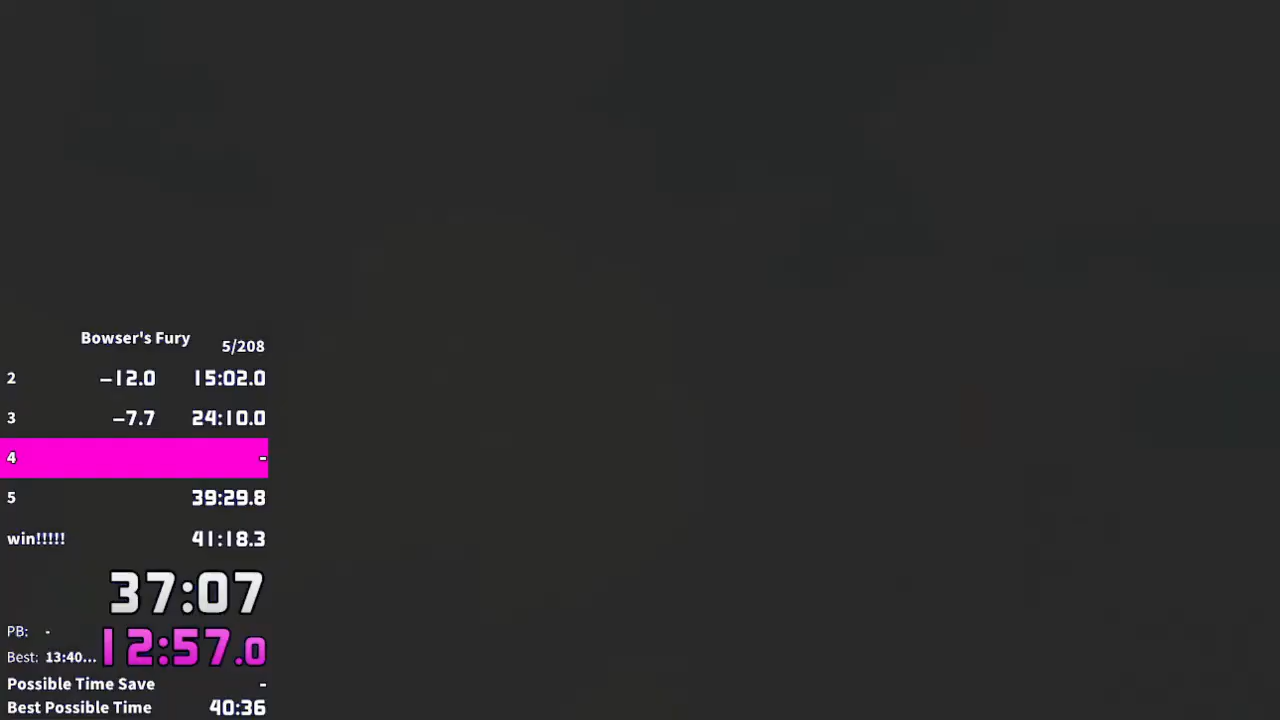 Bowser's Fury 5/208
2 −12.0 15:02.0
3 −7.7 24:10.0
4 -
5 39:29.8
win!!!!! 41:18.3
37:07
PB: - 12:57.0
Best: 13:40...
Possible Time Save -
Best Possible Time 40:36